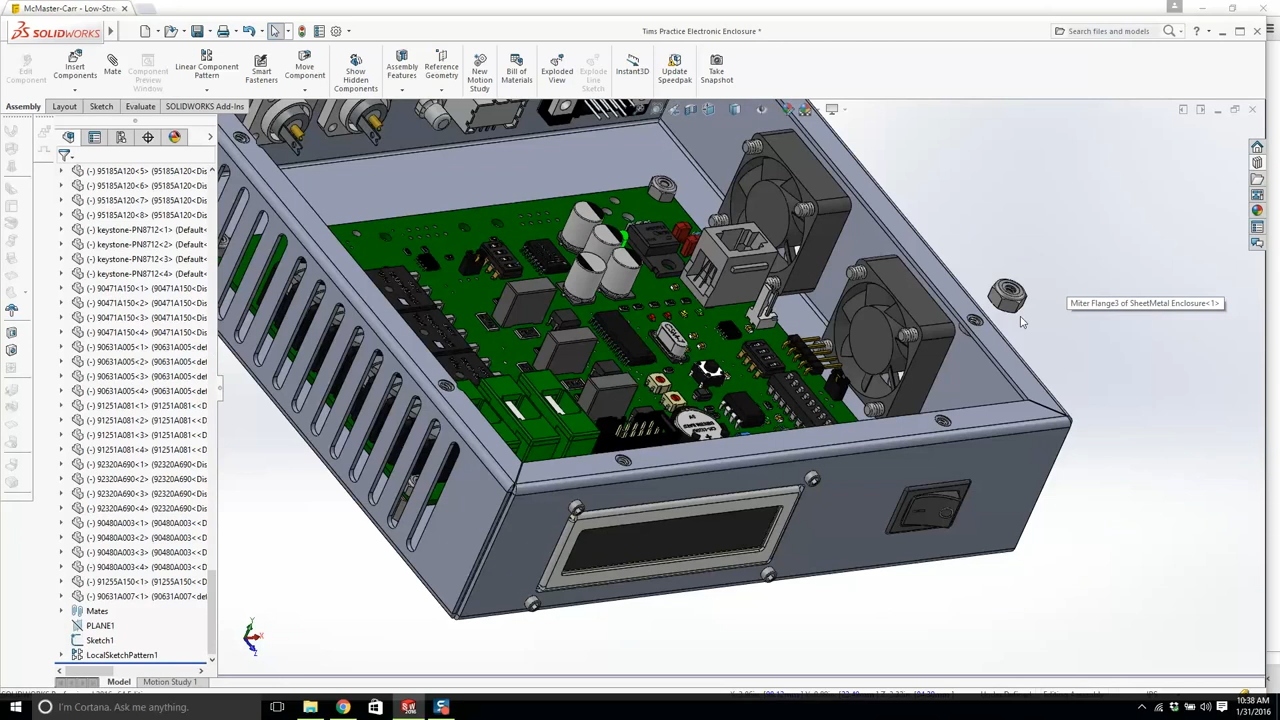 McMaster-Carr - Low-Stre
SOLIDWORKS
Tims Practice Electronic Enclosure *
Search files and models
Edit Component
Insert Components
Mate
Component Preview Window
Linear Component Pattern
Smart Fasteners
Move Component
Show Hidden Components
Assembly Features
Reference Geometry
New Motion Study
Bill of Materials
Exploded View
Explode Line Sketch
Instant3D
Update Speedpak
Take Snapshot
Assembly
Layout
Sketch
Evaluate
SOLIDWORKS Add-Ins
(-) 95185A120<5> (95185A120<Dis
(-) 95185A120<6> (95185A120<Dis
(-) 95185A120<7> (95185A120<Dis
(-) 95185A120<8> (95185A120<Dis
(-) keystone-PN8712<1> (Default<
(-) keystone-PN8712<2> (Default<
(-) keystone-PN8712<3> (Default<
(-) keystone-PN8712<4> (Default<
(-) 90471A150<1> (90471A150<Dis
(-) 90471A150<2> (90471A150<Dis
(-) 90471A150<3> (90471A150<Dis
(-) 90471A150<4> (90471A150<Dis
(-) 90631A005<1> (90631A005<def
(-) 90631A005<2> (90631A005<def
(-) 90631A005<3> (90631A005<def
(-) 90631A005<4> (90631A005<def
(-) 91251A081<1> (91251A081<<D
(-) 91251A081<2> (91251A081<<D
(-) 91251A081<3> (91251A081<<D
(-) 91251A081<4> (91251A081<<D
(-) 92320A690<1> (92320A690<Dis
(-) 92320A690<2> (92320A690<Dis
(-) 92320A690<3> (92320A690<Dis
(-) 92320A690<4> (92320A690<Dis
(-) 90480A003<1> (90480A003<<D
(-) 90480A003<2> (90480A003<<D
(-) 90480A003<3> (90480A003<<D
(-) 90480A003<4> (90480A003<<D
(-) 91255A150<1> (91255A150<Dis
(-) 90631A007<1> (90631A007<def
Mates
PLANE1
Sketch1
LocalSketchPattern1
Miter Flange3 of SheetMetal Enclosure<1>
Model
Motion Study 1
I'm Cortana. Ask me anything.
10:38 AM
1/31/2016